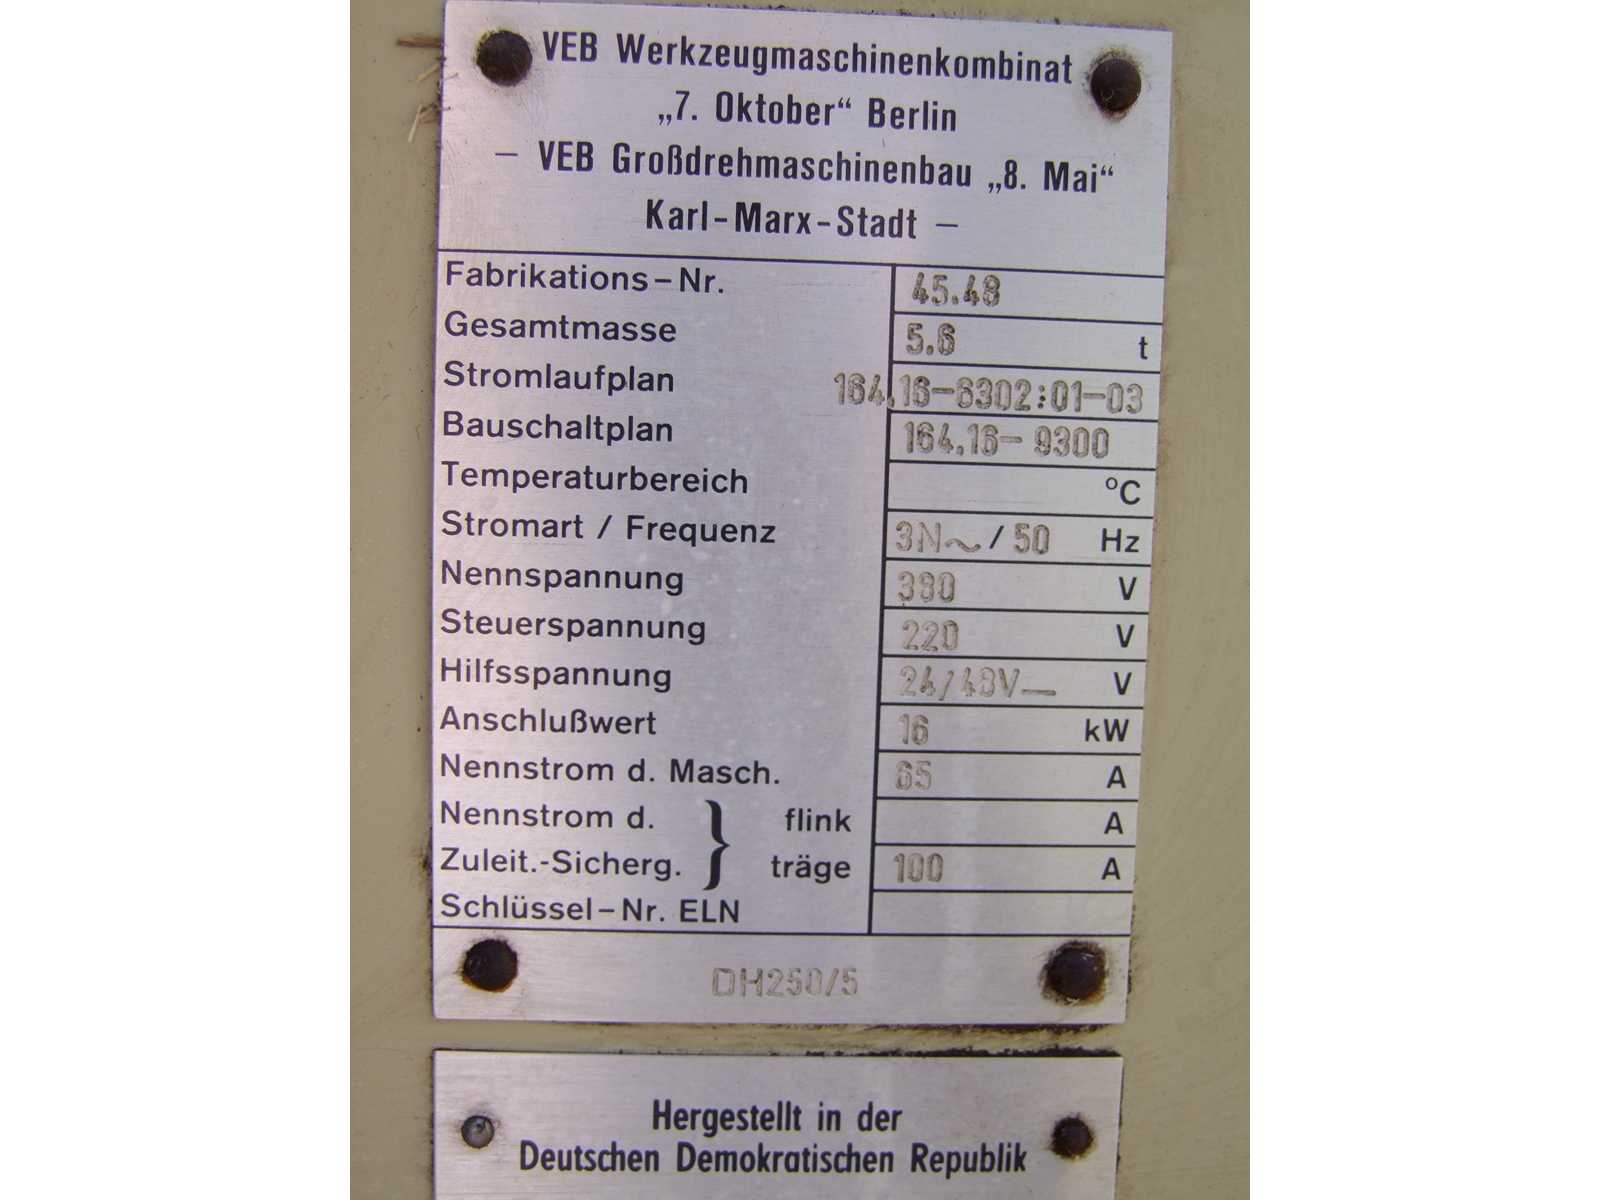 VEB Werkzeugmaschinenkombinat
„7. Oktober“ Berlin
– VEB Großdrehmaschinenbau „8. Mai“
Karl-Marx-Stadt –
Fabrikations-Nr. 45.48
Gesamtmasse 5.6 t
Stromlaufplan 164.16-6302:01-03
Bauschaltplan 164.16-9300
Temperaturbereich °C
Stromart / Frequenz 3N~/50 Hz
Nennspannung 380 V
Steuerspannung 220 V
Hilfsspannung 24/48V— V
Anschlußwert 16 kW
Nennstrom d. Masch. 65 A
Nennstrom d. } flink A
Zuleit.-Sicherg. } träge 100 A
Schlüssel-Nr. ELN
DH250/5
Hergestellt in der
Deutschen Demokratischen Republik